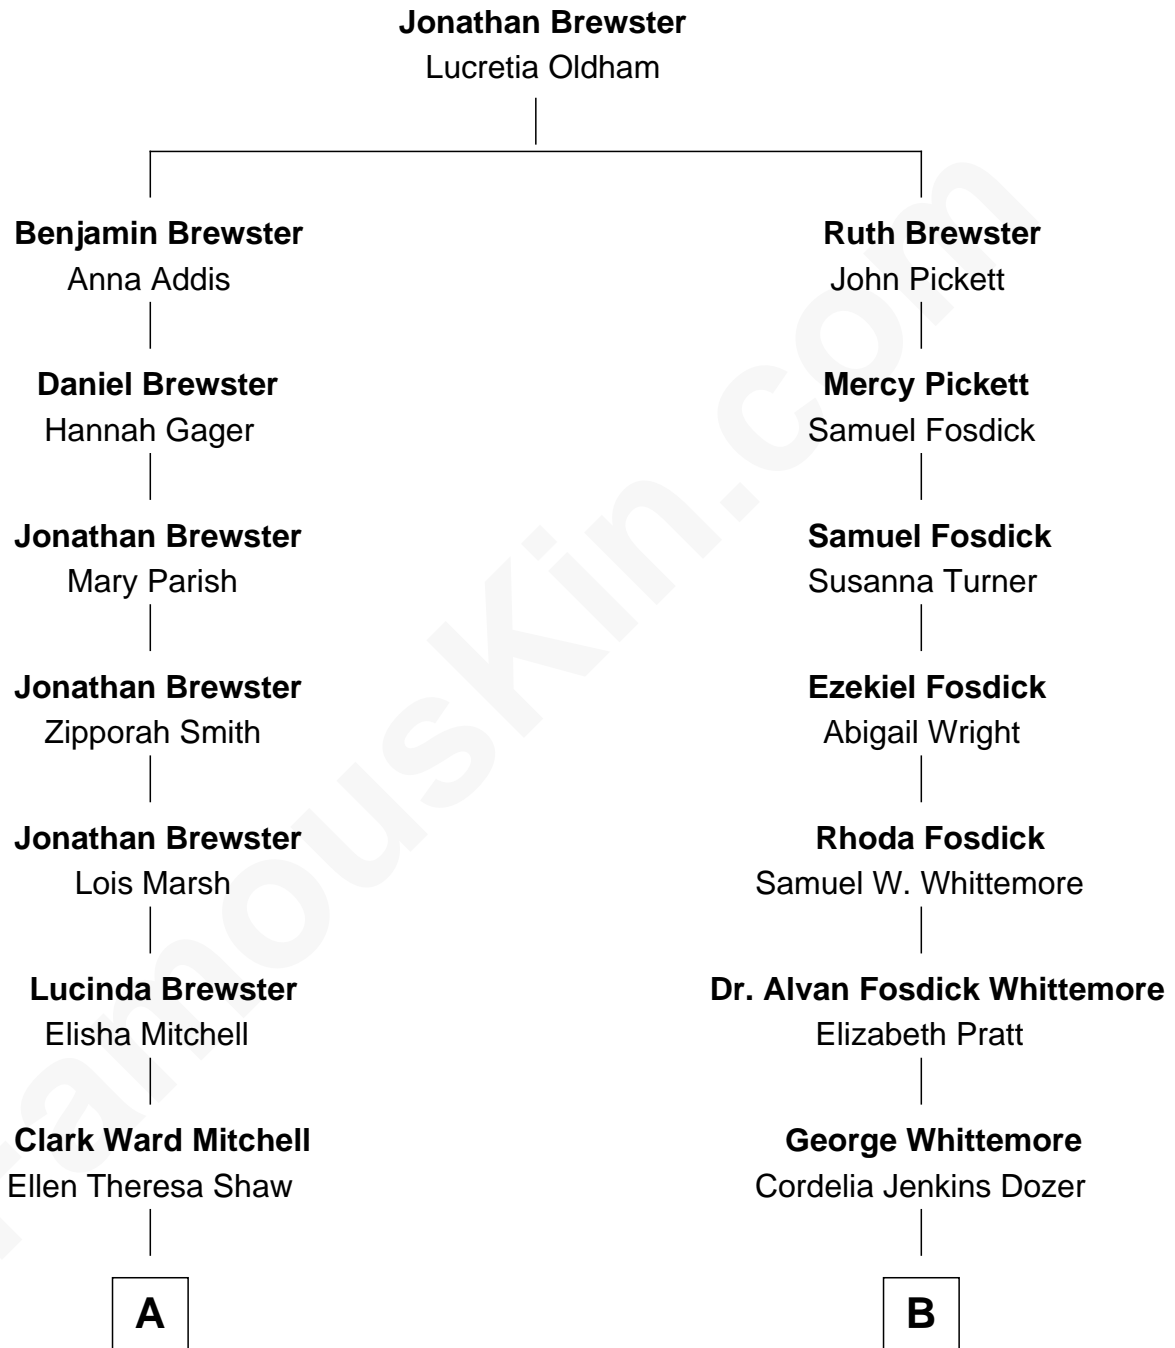 Jonathan Brewster
Lucretia Oldham
Benjamin Brewster
Anna Addis
Daniel Brewster
Hannah Gager
Jonathan Brewster
Mary Parish
Jonathan Brewster
Zipporah Smith
Jonathan Brewster
Lois Marsh
Lucinda Brewster
Elisha Mitchell
Clark Ward Mitchell
Ellen Theresa Shaw
A
Ruth Brewster
John Pickett
Mercy Pickett
Samuel Fosdick
Samuel Fosdick
Susanna Turner
Ezekiel Fosdick
Abigail Wright
Rhoda Fosdick
Samuel W. Whittemore
Dr. Alvan Fosdick Whittemore
Elizabeth Pratt
George Whittemore
Cordelia Jenkins Dozer
B
FamousKin.com